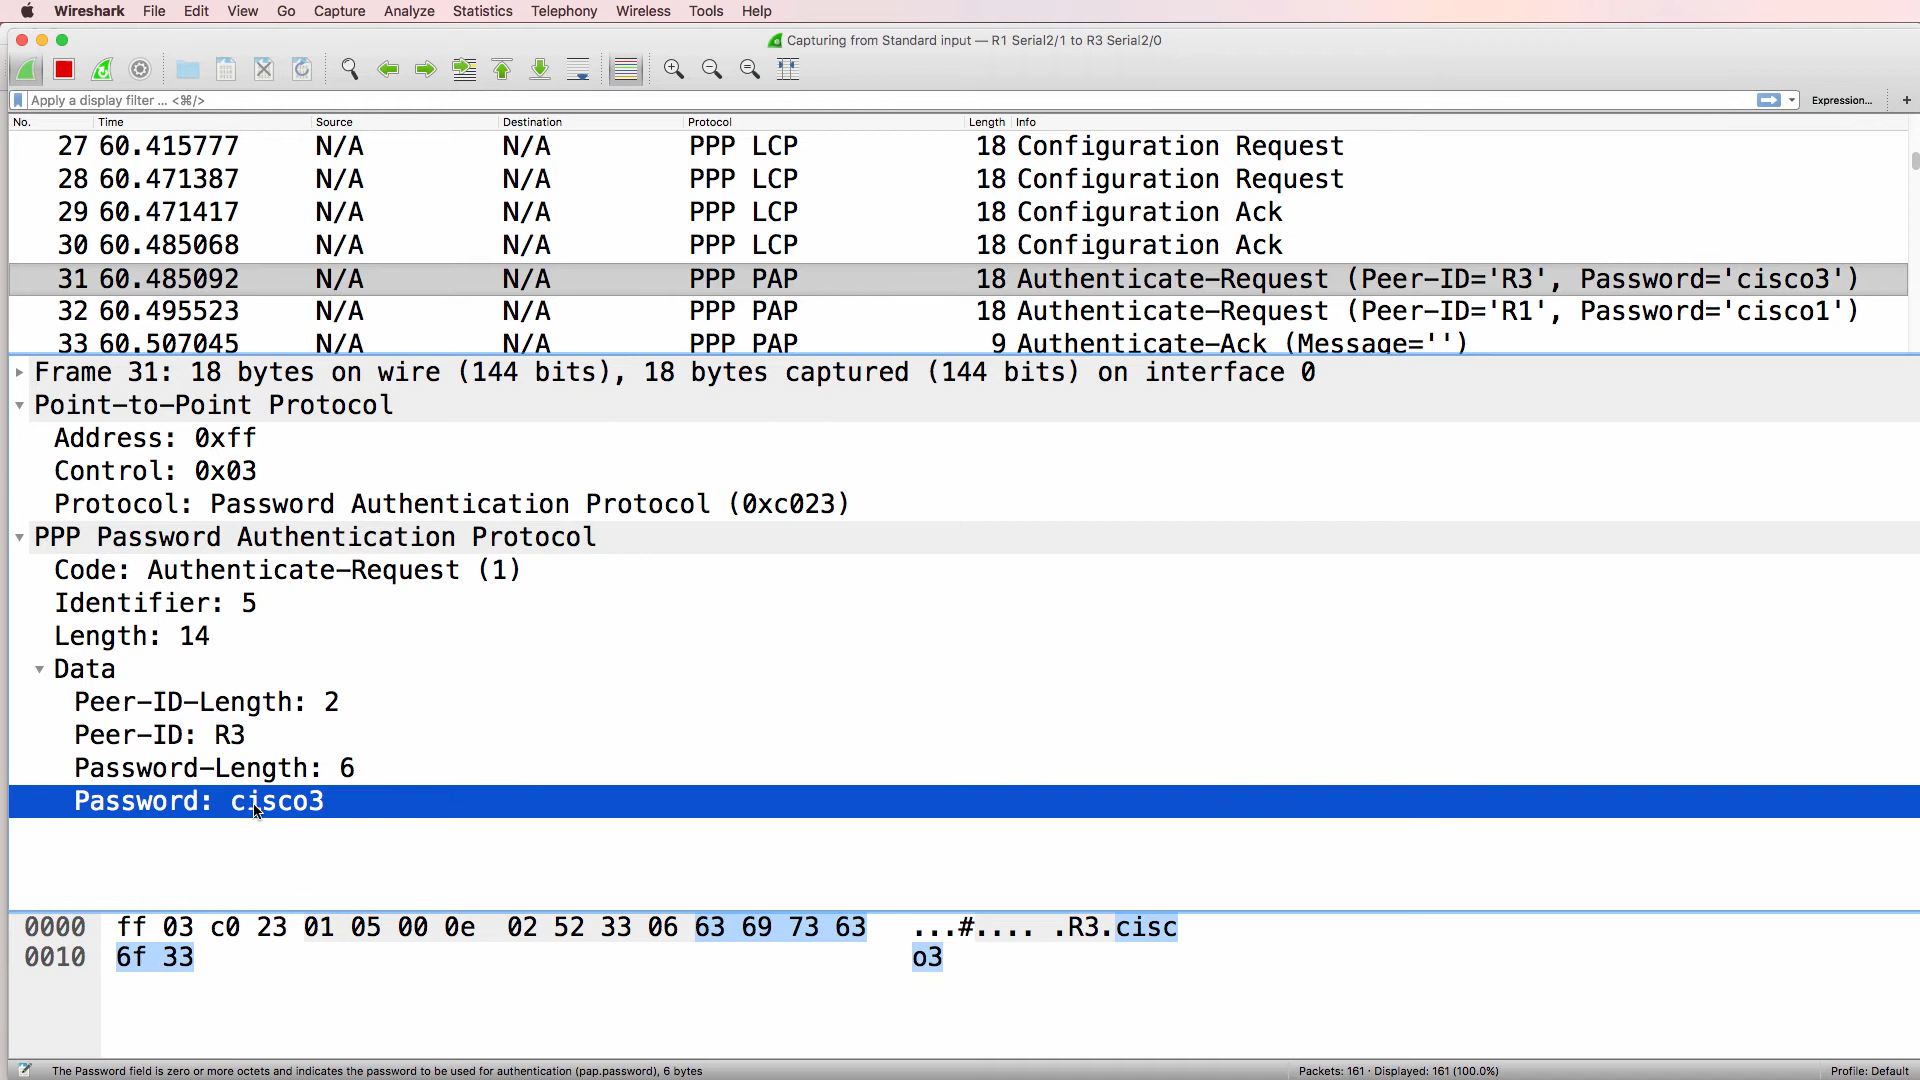 Wireshark File Edit View Go Capture Analyze Statistics Telephony Wireless Tools Help
Capturing from Standard input — R1 Serial2/1 to R3 Serial2/0
Apply a display filter ... <⌘/> Expression... +
No. Time Source Destination Protocol Length Info
27 60.415777 N/A N/A PPP LCP 18 Configuration Request
28 60.471387 N/A N/A PPP LCP 18 Configuration Request
29 60.471417 N/A N/A PPP LCP 18 Configuration Ack
30 60.485068 N/A N/A PPP LCP 18 Configuration Ack
31 60.485092 N/A N/A PPP PAP 18 Authenticate-Request (Peer-ID='R3', Password='cisco3')
32 60.495523 N/A N/A PPP PAP 18 Authenticate-Request (Peer-ID='R1', Password='cisco1')
33 60.507045 N/A N/A PPP PAP 9 Authenticate-Ack (Message='')
Frame 31: 18 bytes on wire (144 bits), 18 bytes captured (144 bits) on interface 0
Point-to-Point Protocol
Address: 0xff
Control: 0x03
Protocol: Password Authentication Protocol (0xc023)
PPP Password Authentication Protocol
Code: Authenticate-Request (1)
Identifier: 5
Length: 14
Data
Peer-ID-Length: 2
Peer-ID: R3
Password-Length: 6
Password: cisco3
0000 ff 03 c0 23 01 05 00 0e 02 52 33 06 63 69 73 63 ...#.... .R3.cisc
0010 6f 33 o3
The Password field is zero or more octets and indicates the password to be used for authentication (pap.password), 6 bytes Packets: 161 · Displayed: 161 (100.0%) Profile: Default